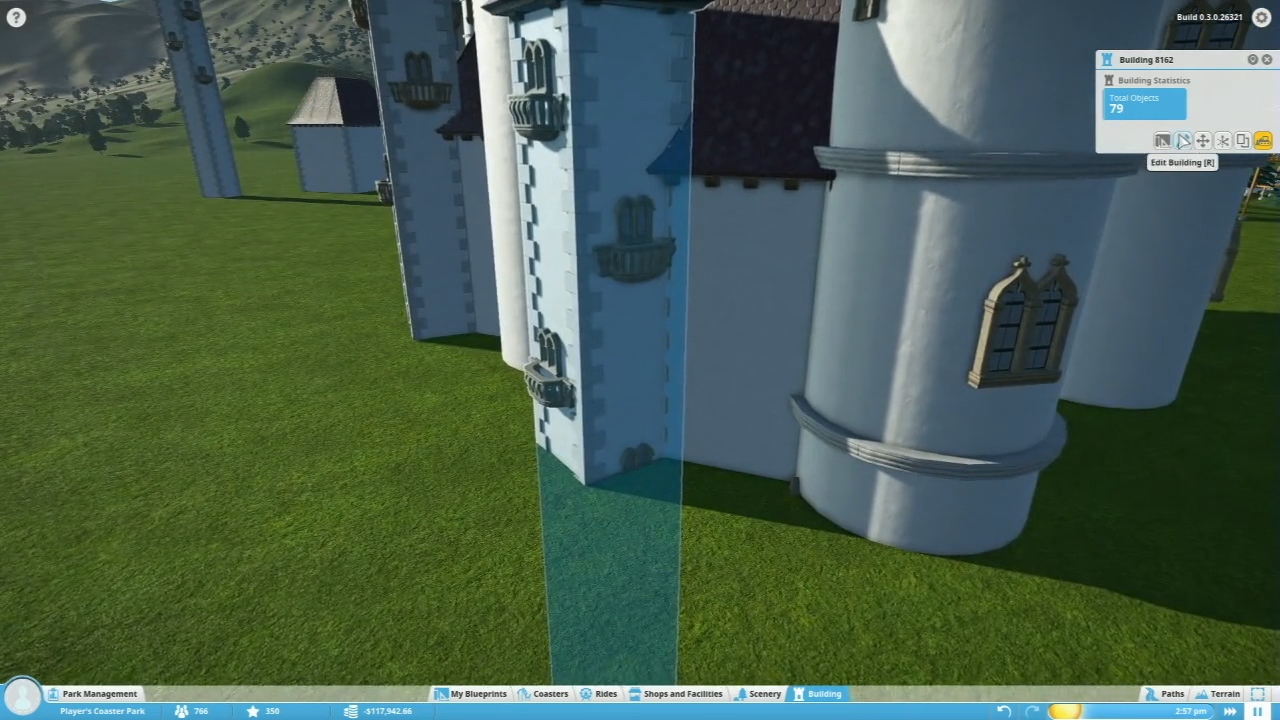 Build 0.3.0.26321
Building 8162
Building Statistics
Total Objects
79
Edit Building [R]
Park Management
My Blueprints
Coasters
Rides
Shops and Facilities
Scenery
Building
Paths
Terrain
Player's Coaster Park
766
350
-$117,942.66
2:57 pm